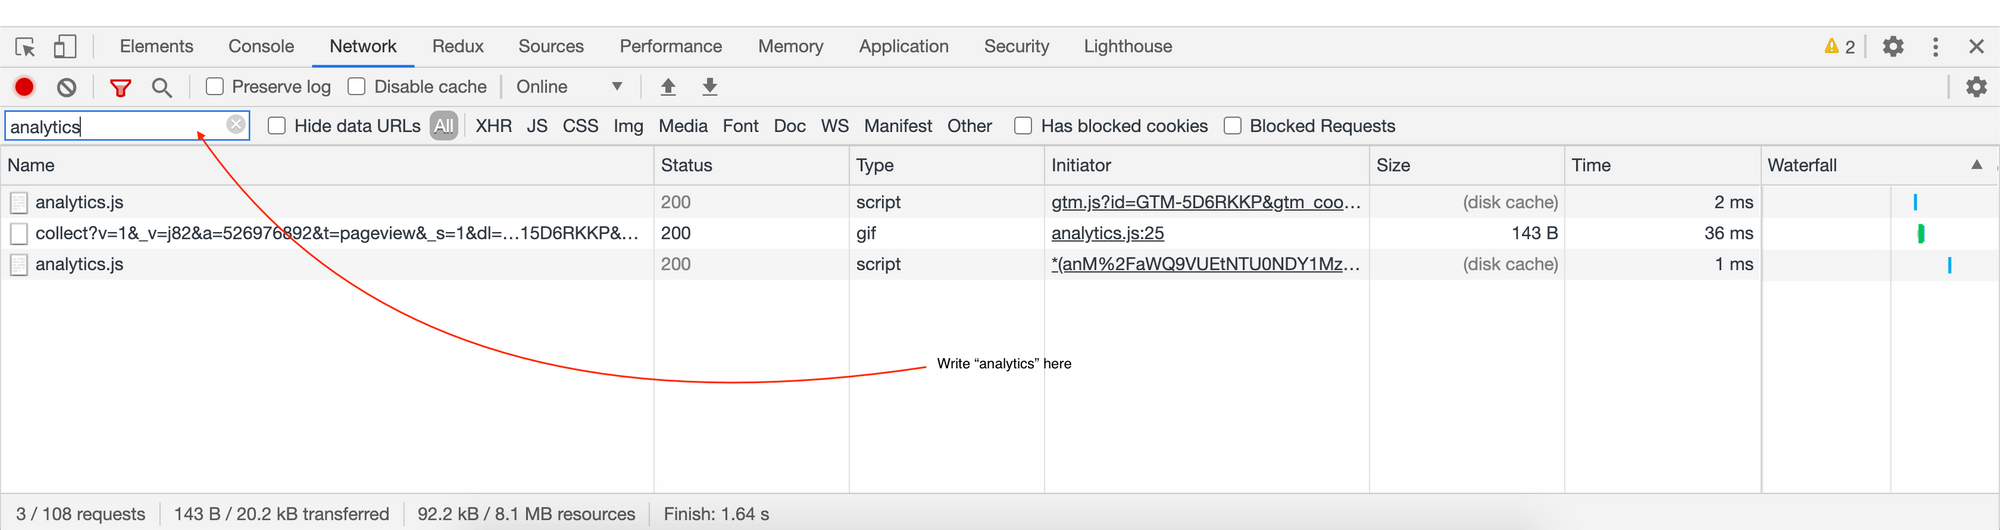 Elements Console Network Redux Sources Performance Memory Application Security Lighthouse 2
Preserve log Disable cache Online
analytics Hide data URLs All XHR JS CSS Img Media Font Doc WS Manifest Other Has blocked cookies Blocked Requests
Name Status Type Initiator Size Time Waterfall
analytics.js 200 script gtm.js?id=GTM-5D6RKKP&gtm_coo… (disk cache) 2 ms
collect?v=1&_v=j82&a=526976892&t=pageview&_s=1&dl=…15D6RKKP&… 200 gif analytics.js:25 143 B 36 ms
analytics.js 200 script *(anM%2FaWQ9VUEtNTU0NDY1Mz… (disk cache) 1 ms
Write “analytics” here
3 / 108 requests 143 B / 20.2 kB transferred 92.2 kB / 8.1 MB resources Finish: 1.64 s